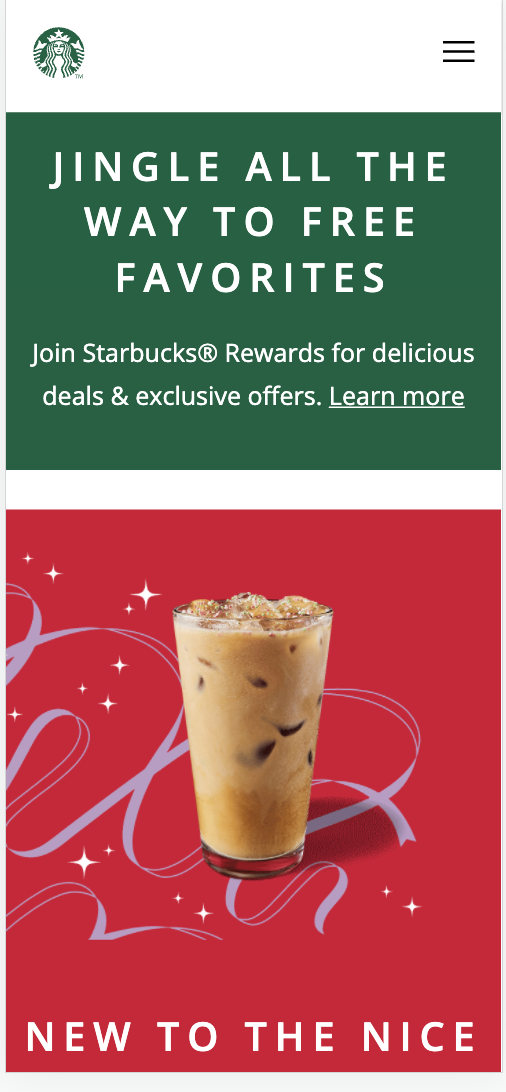 TM
JINGLE ALL THE
WAY TO FREE
FAVORITES
Join Starbucks® Rewards for delicious
deals & exclusive offers. Learn more
NEW TO THE NICE